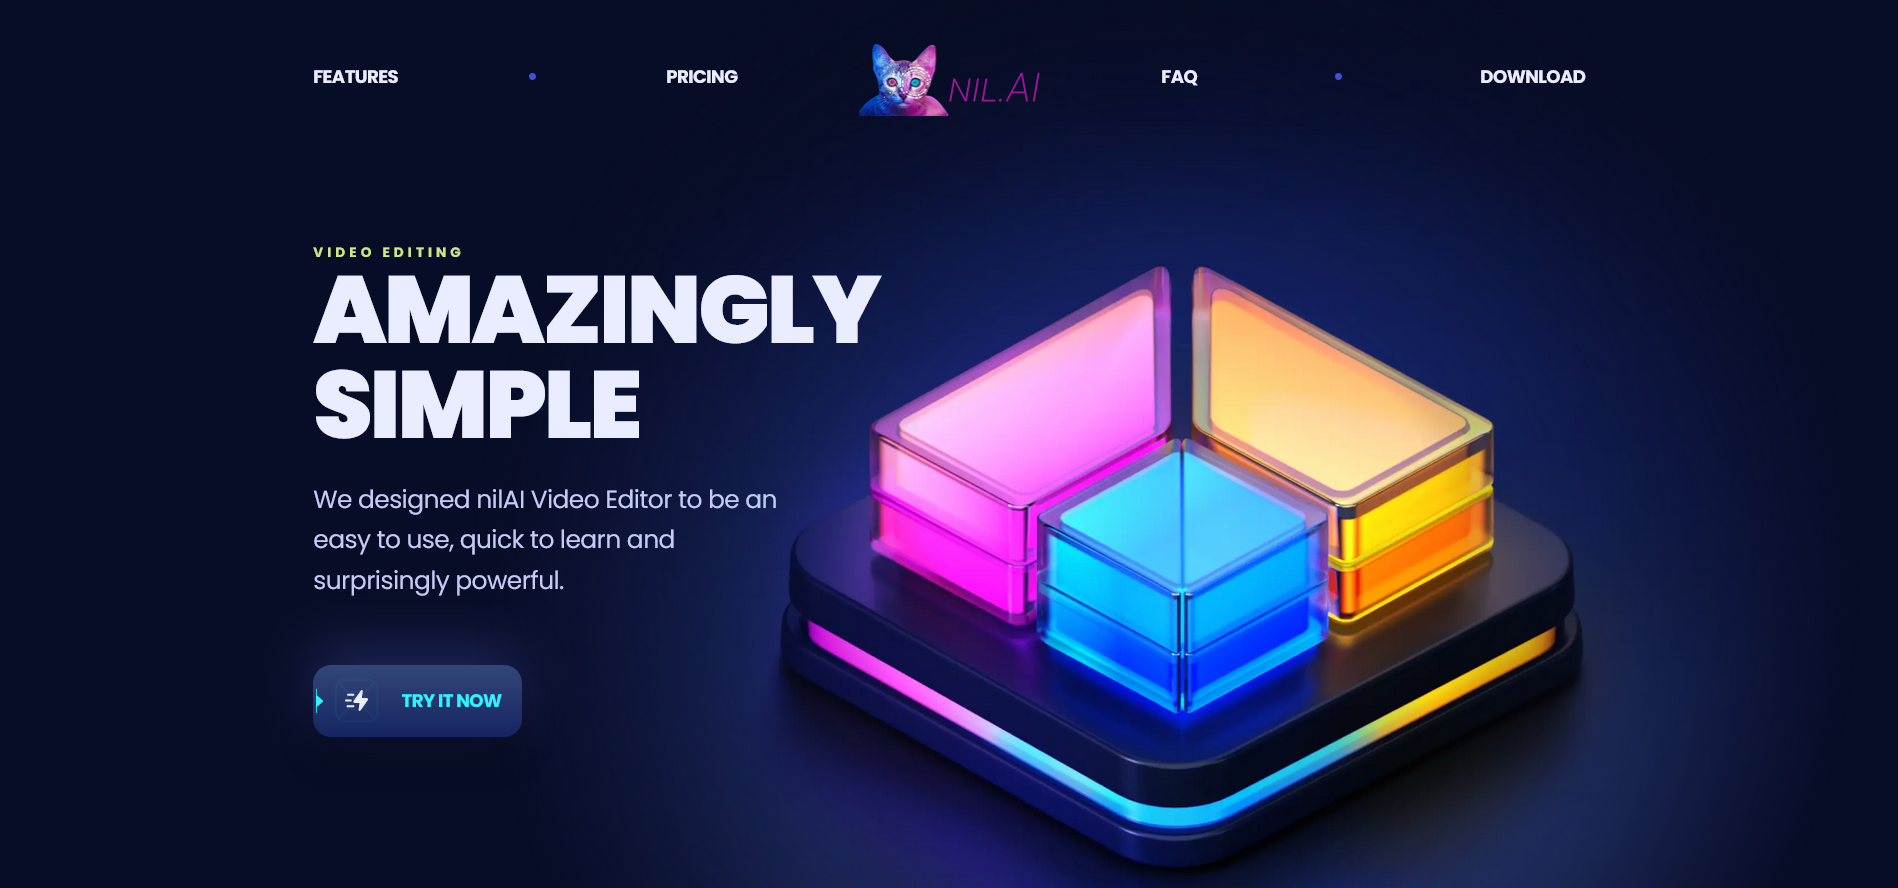 FEATURES
PRICING
NIL.AI
FAQ
DOWNLOAD
VIDEO EDITING
AMAZINGLY
SIMPLE
We designed nilAI Video Editor to be an
easy to use, quick to learn and
surprisingly powerful.
TRY IT NOW